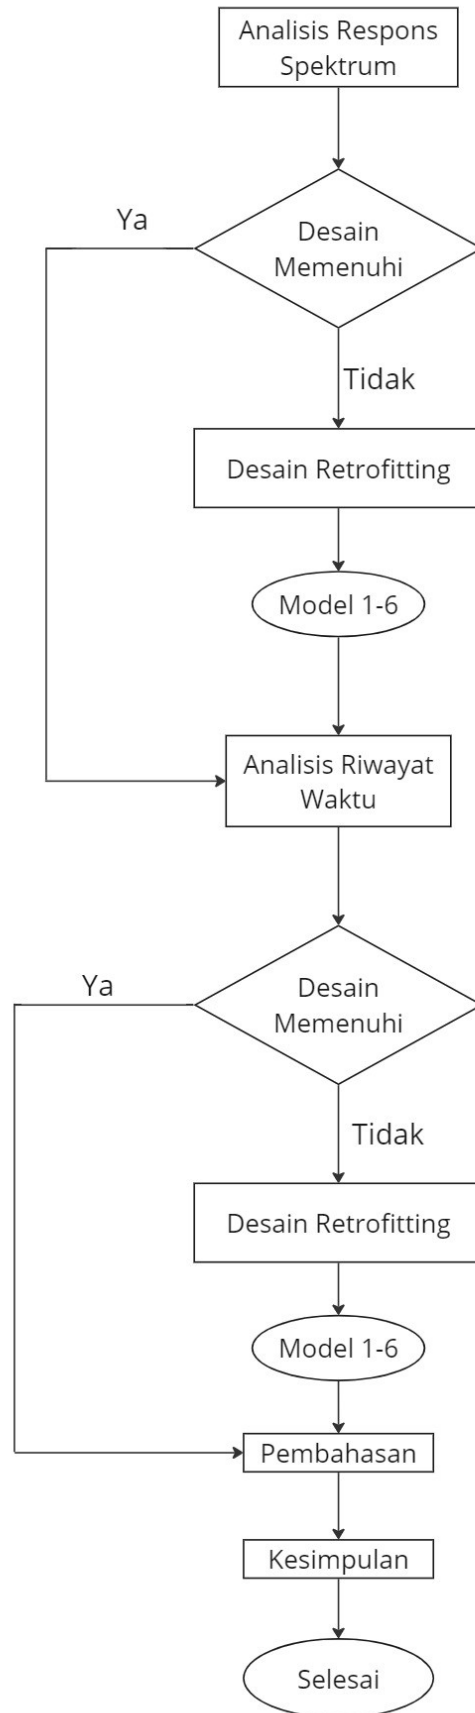 Analisis Respons
Spektrum
Ya
Desain
Memenuhi
Tidak
Desain Retrofitting
Model 1-6
Analisis Riwayat
Waktu
Ya
Desain
Memenuhi
Tidak
Desain Retrofitting
Model 1-6
Pembahasan
Kesimpulan
Selesai